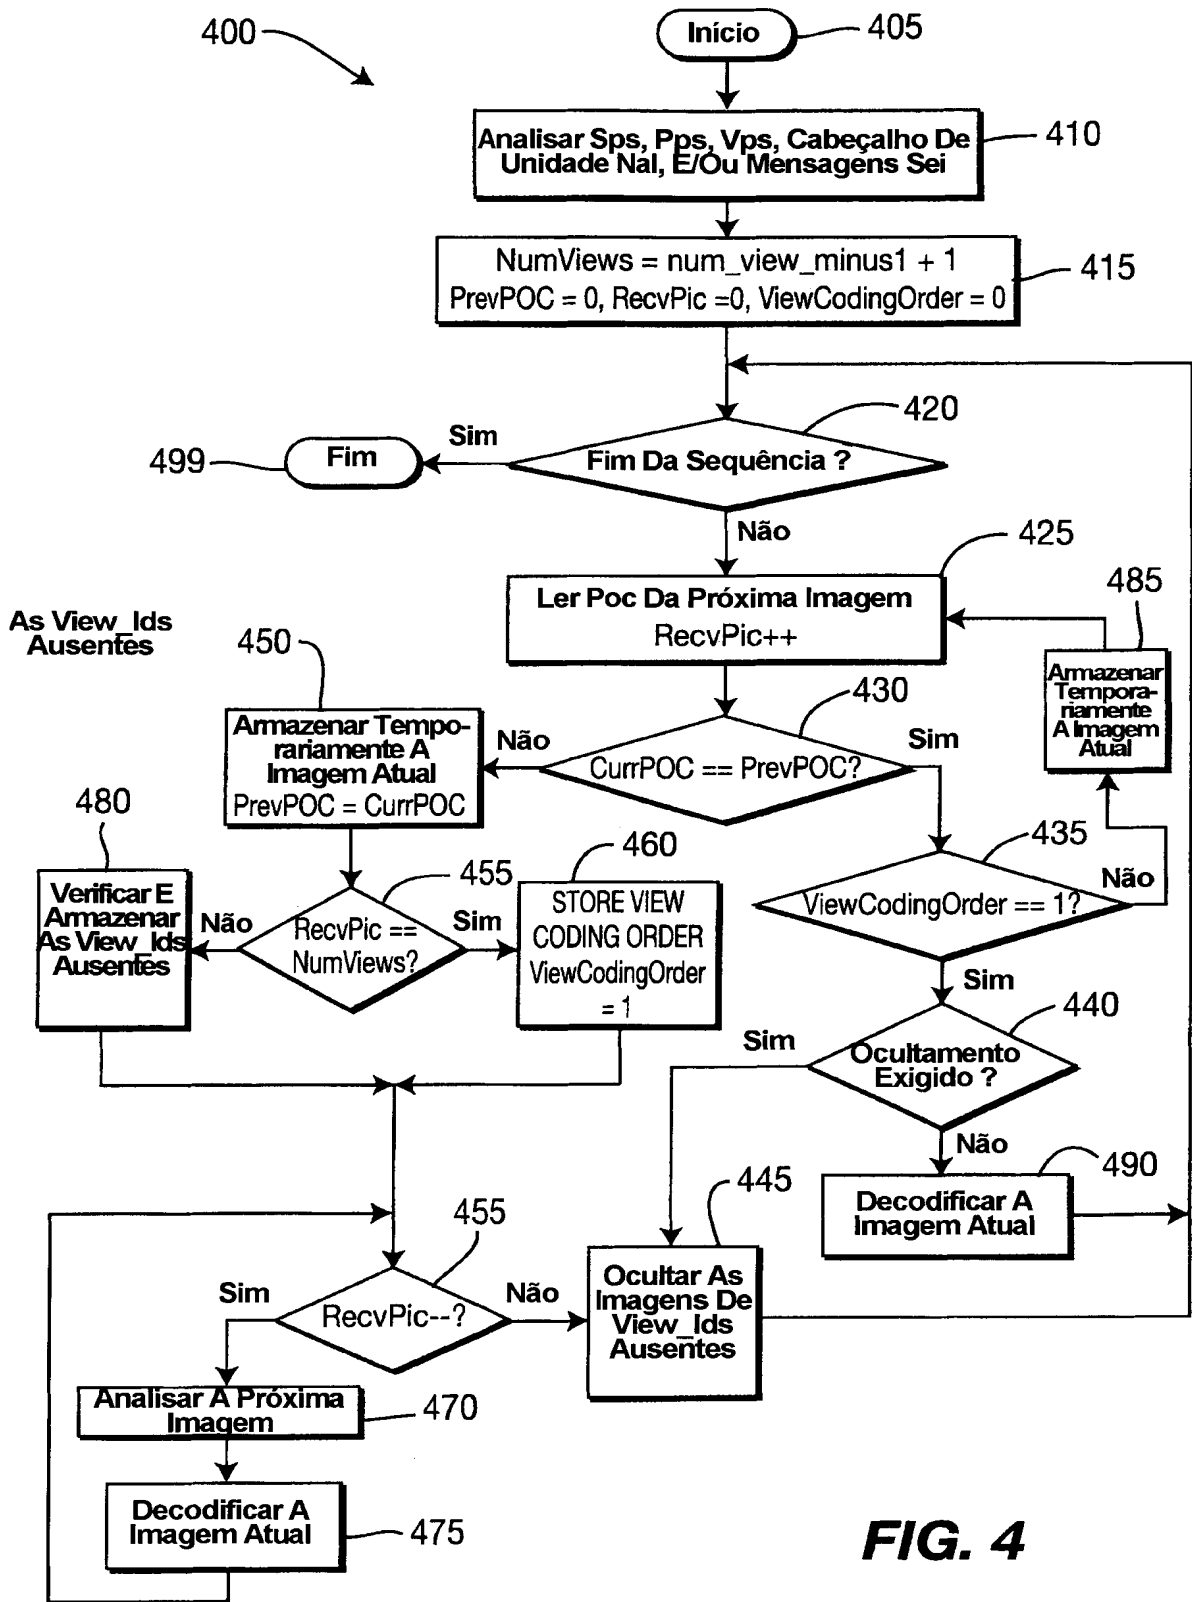 400
Início
405
Analisar Sps, Pps, Vps, Cabeçalho De
Unidade Nal, E/Ou Mensagens Sei
410
NumViews = num_view_minus1 + 1
PrevPOC = 0, RecvPic =0, ViewCodingOrder = 0
415
420
Sim
Fim
499
Fim Da Sequência ?
Não
425
Ler Poc Da Próxima Imagem
RecvPic++
485
Armazenar
Tempora-
riamente
A Imagem
Atual
As View_Ids
Ausentes
450
Armazenar Tempo-
rariamente A
Imagem Atual
PrevPOC = CurrPOC
Não
430
CurrPOC == PrevPOC?
Sim
480
Verificar E
Armazenar
As View_Ids
Ausentes
Não
455
RecvPic ==
NumViews?
Sim
460
STORE VIEW
CODING ORDER
ViewCodingOrder
= 1
435
ViewCodingOrder == 1?
Não
Sim
440
Sim
Ocultamento
Exigido ?
Não
490
Decodificar A
Imagem Atual
445
Ocultar As
Imagens De
View_Ids
Ausentes
455
Sim
RecvPic--?
Não
Analisar A Próxima
Imagem
470
Decodificar A
Imagem Atual
475
FIG. 4